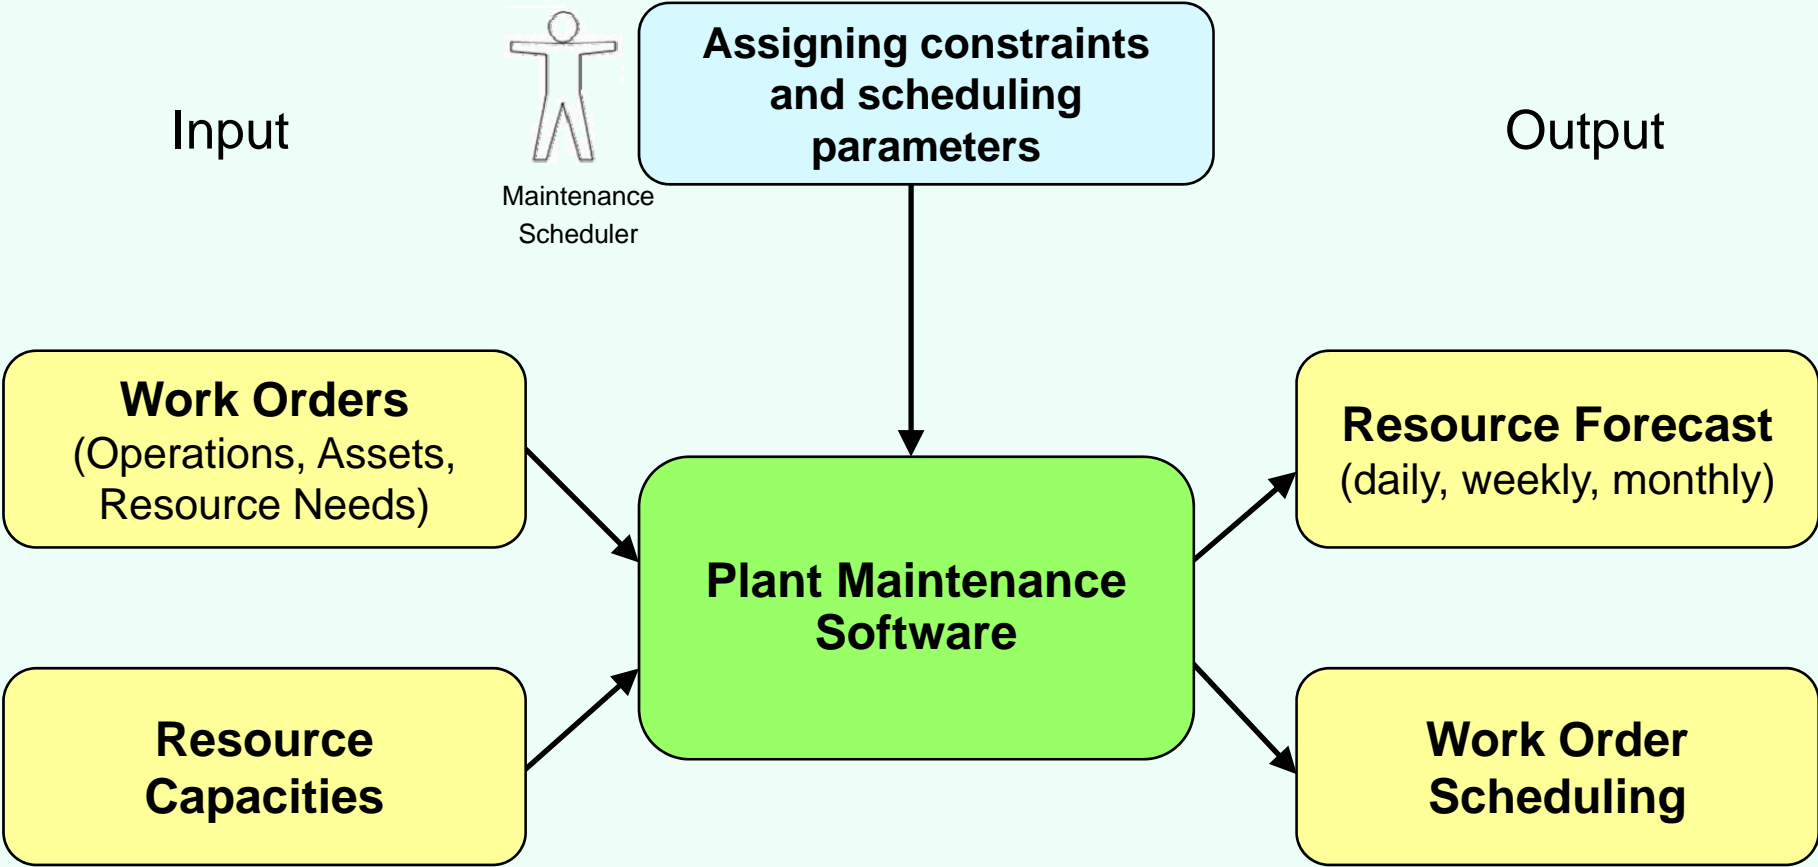 Assigning constraints
and scheduling
parameters
Input
Output
Maintenance
Scheduler
Work Orders
(Operations, Assets,
Resource Needs)
Resource Forecast
(daily, weekly, monthly)
Plant Maintenance
Software
Resource
Capacities
Work Order
Scheduling